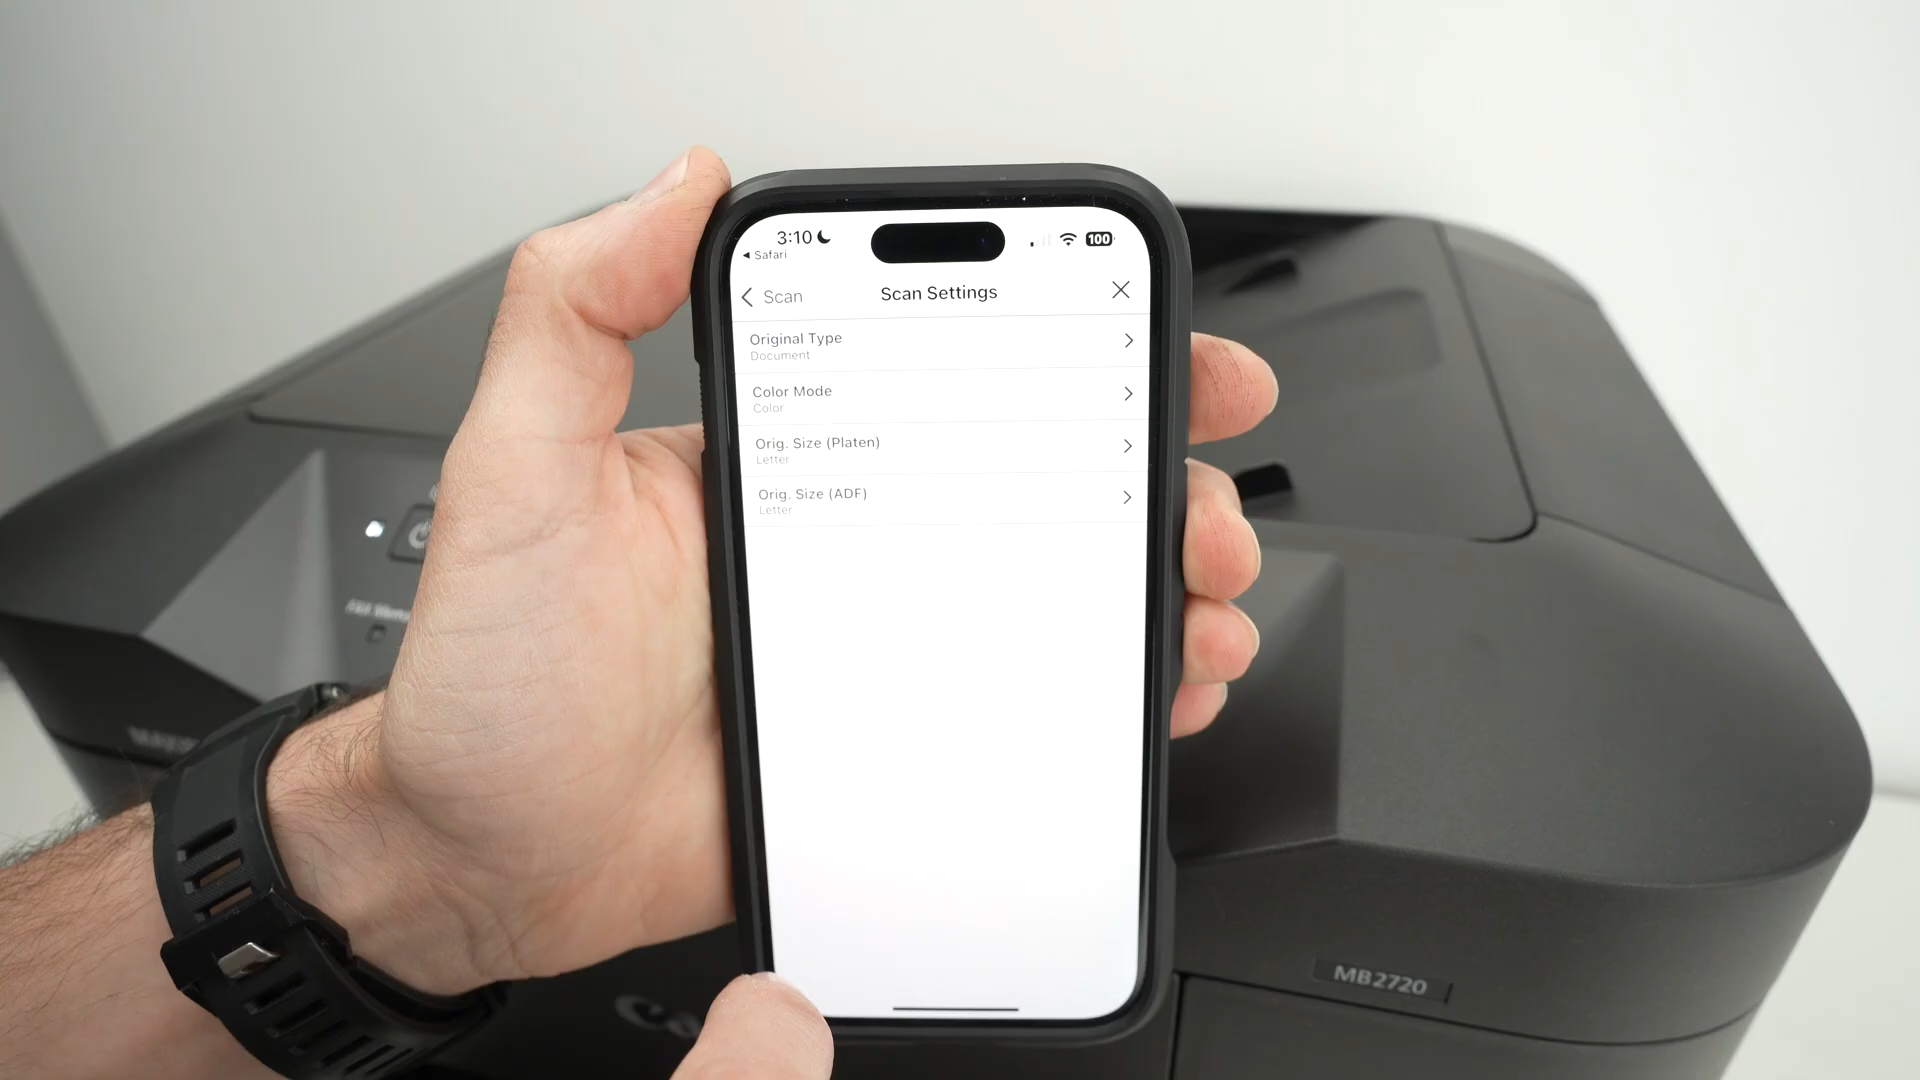 3:10
◄ Safari
100
Scan
Scan Settings
Original Type
Document
Color Mode
Color
Orig. Size (Platen)
Letter
Orig. Size (ADF)
Letter
MB2720